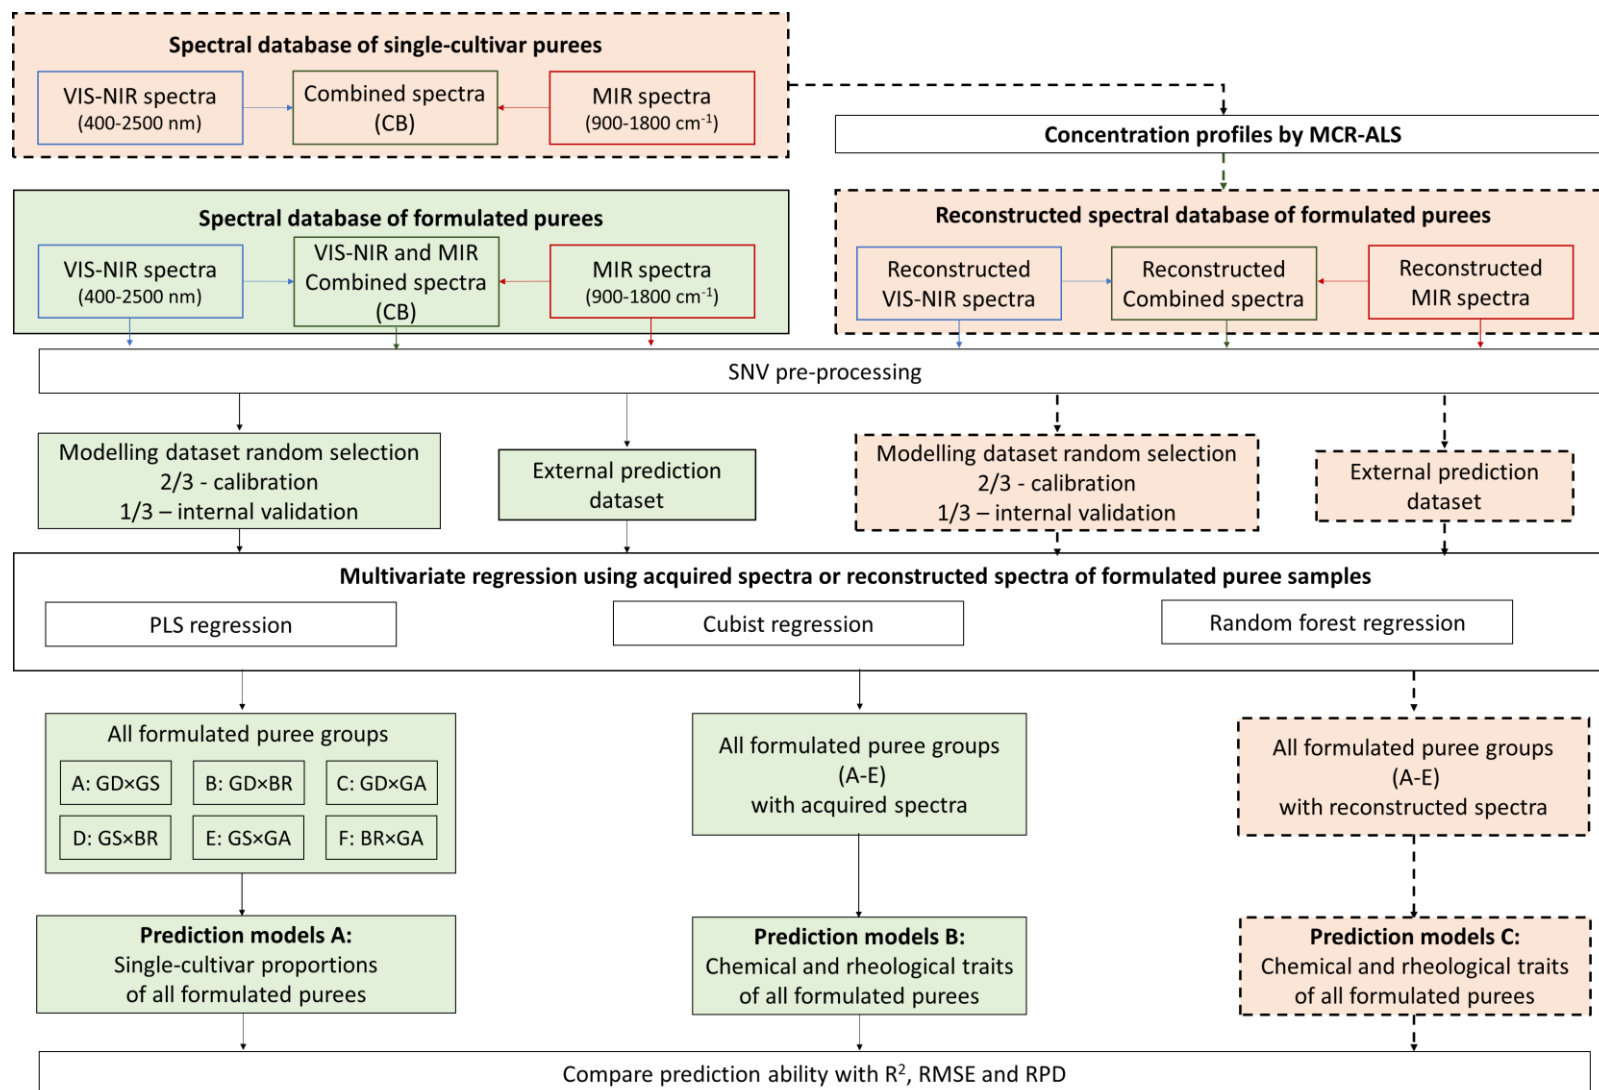 Spectral database of single-cultivar purees
VIS-NIR spectra
(400-2500 nm)
Combined spectra
(CB)
MIR spectra
(900-1800 cm⁻¹)
Concentration profiles by MCR-ALS
Spectral database of formulated purees
VIS-NIR spectra
(400-2500 nm)
VIS-NIR and MIR
Combined spectra
(CB)
MIR spectra
(900-1800 cm⁻¹)
Reconstructed spectral database of formulated purees
Reconstructed
VIS-NIR spectra
Reconstructed
Combined spectra
Reconstructed
MIR spectra
SNV pre-processing
Modelling dataset random selection
2/3 - calibration
1/3 – internal validation
External prediction
dataset
Modelling dataset random selection
2/3 - calibration
1/3 – internal validation
External prediction
dataset
Multivariate regression using acquired spectra or reconstructed spectra of formulated puree samples
PLS regression
Cubist regression
Random forest regression
All formulated puree groups
A: GD×GS
B: GD×BR
C: GD×GA
D: GS×BR
E: GS×GA
F: BR×GA
All formulated puree groups
(A-E)
with acquired spectra
All formulated puree groups
(A-E)
with reconstructed spectra
Prediction models A:
Single-cultivar proportions
of all formulated purees
Prediction models B:
Chemical and rheological traits
of all formulated purees
Prediction models C:
Chemical and rheological traits
of all formulated purees
Compare prediction ability with R², RMSE and RPD